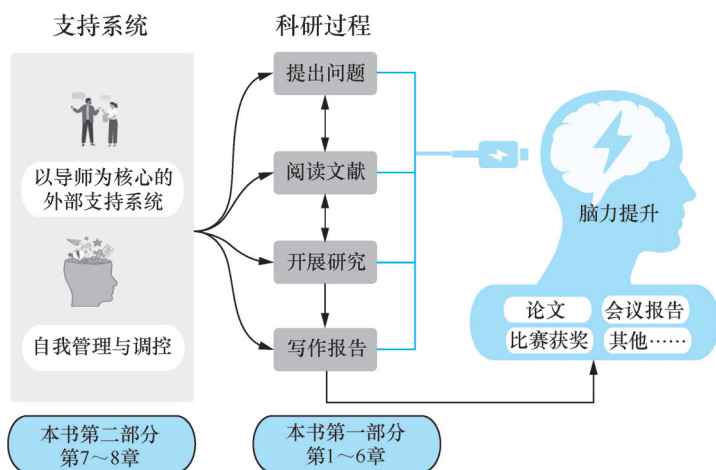 支持系统
科研过程
以导师为核心的
外部支持系统
自我管理与调控
提出问题
阅读文献
开展研究
写作报告
脑力提升
论文
会议报告
比赛获奖
其他……
本书第二部分
第7～8章
本书第一部分
第1～6章